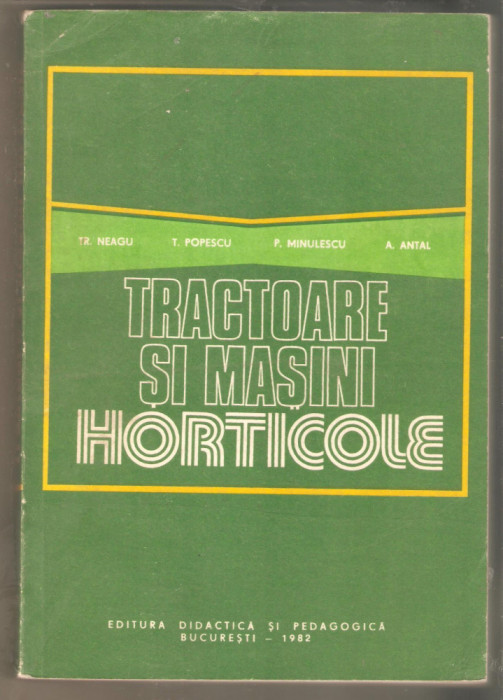 TR. NEAGU T. POPESCU P. MINULESCU A. ANTAL
TRACTOARE
ȘI MAȘINI
HORTICOLE
EDITURA DIDACTICĂ ȘI PEDAGOGICĂ
BUCUREȘTI – 1982